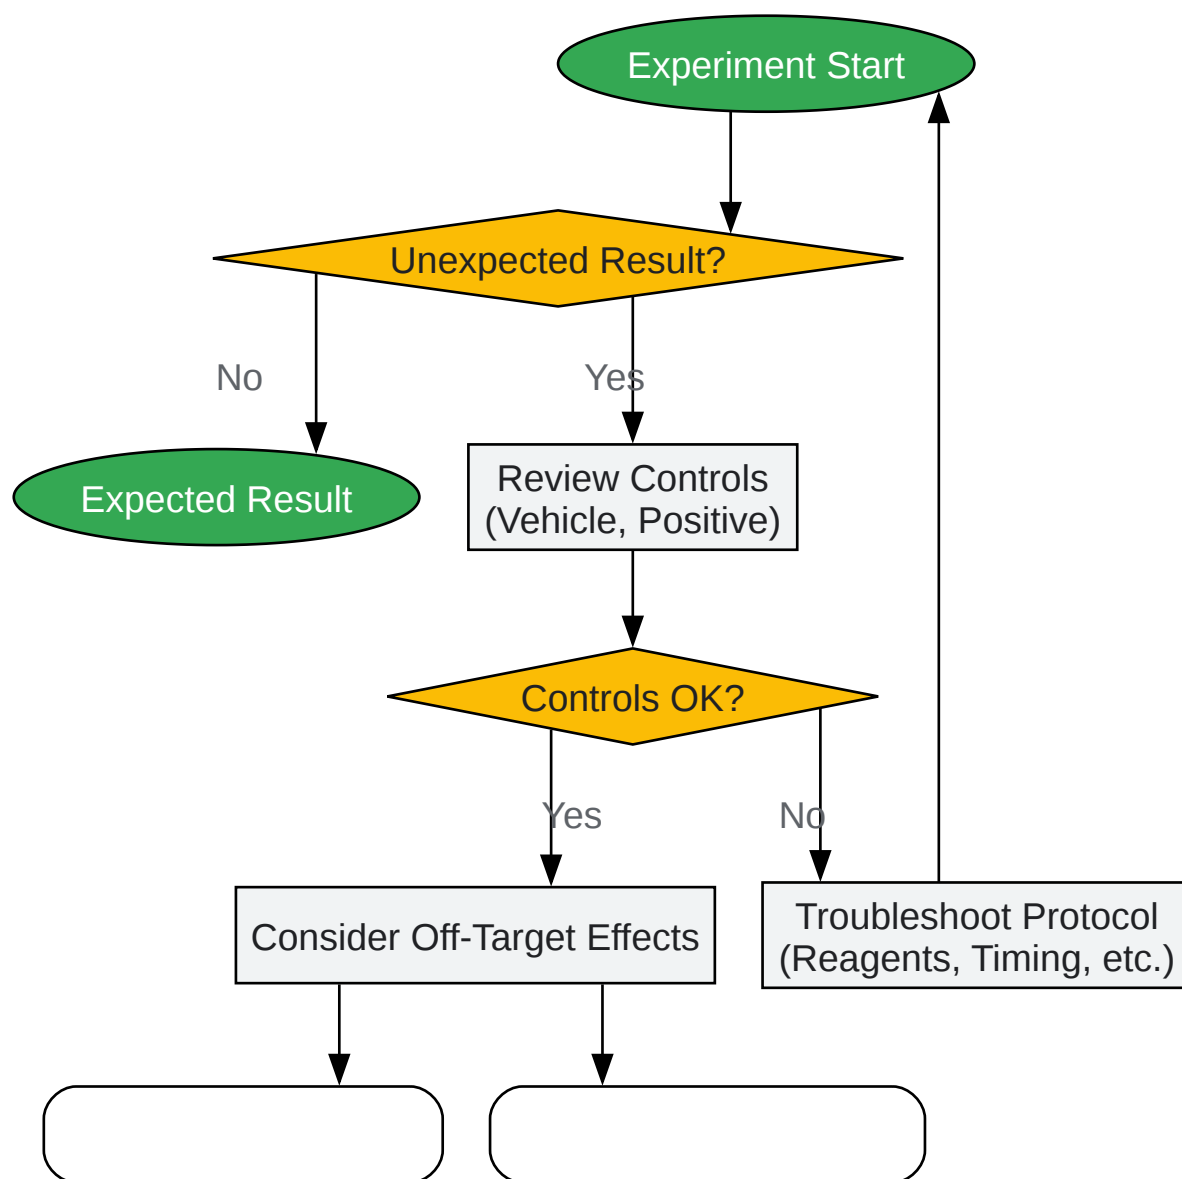 Experiment Start
Unexpected Result?
No
Yes
Expected Result
Review Controls
(Vehicle, Positive)
Controls OK?
Yes
No
Consider Off-Target Effects
Troubleshoot Protocol
(Reagents, Timing, etc.)